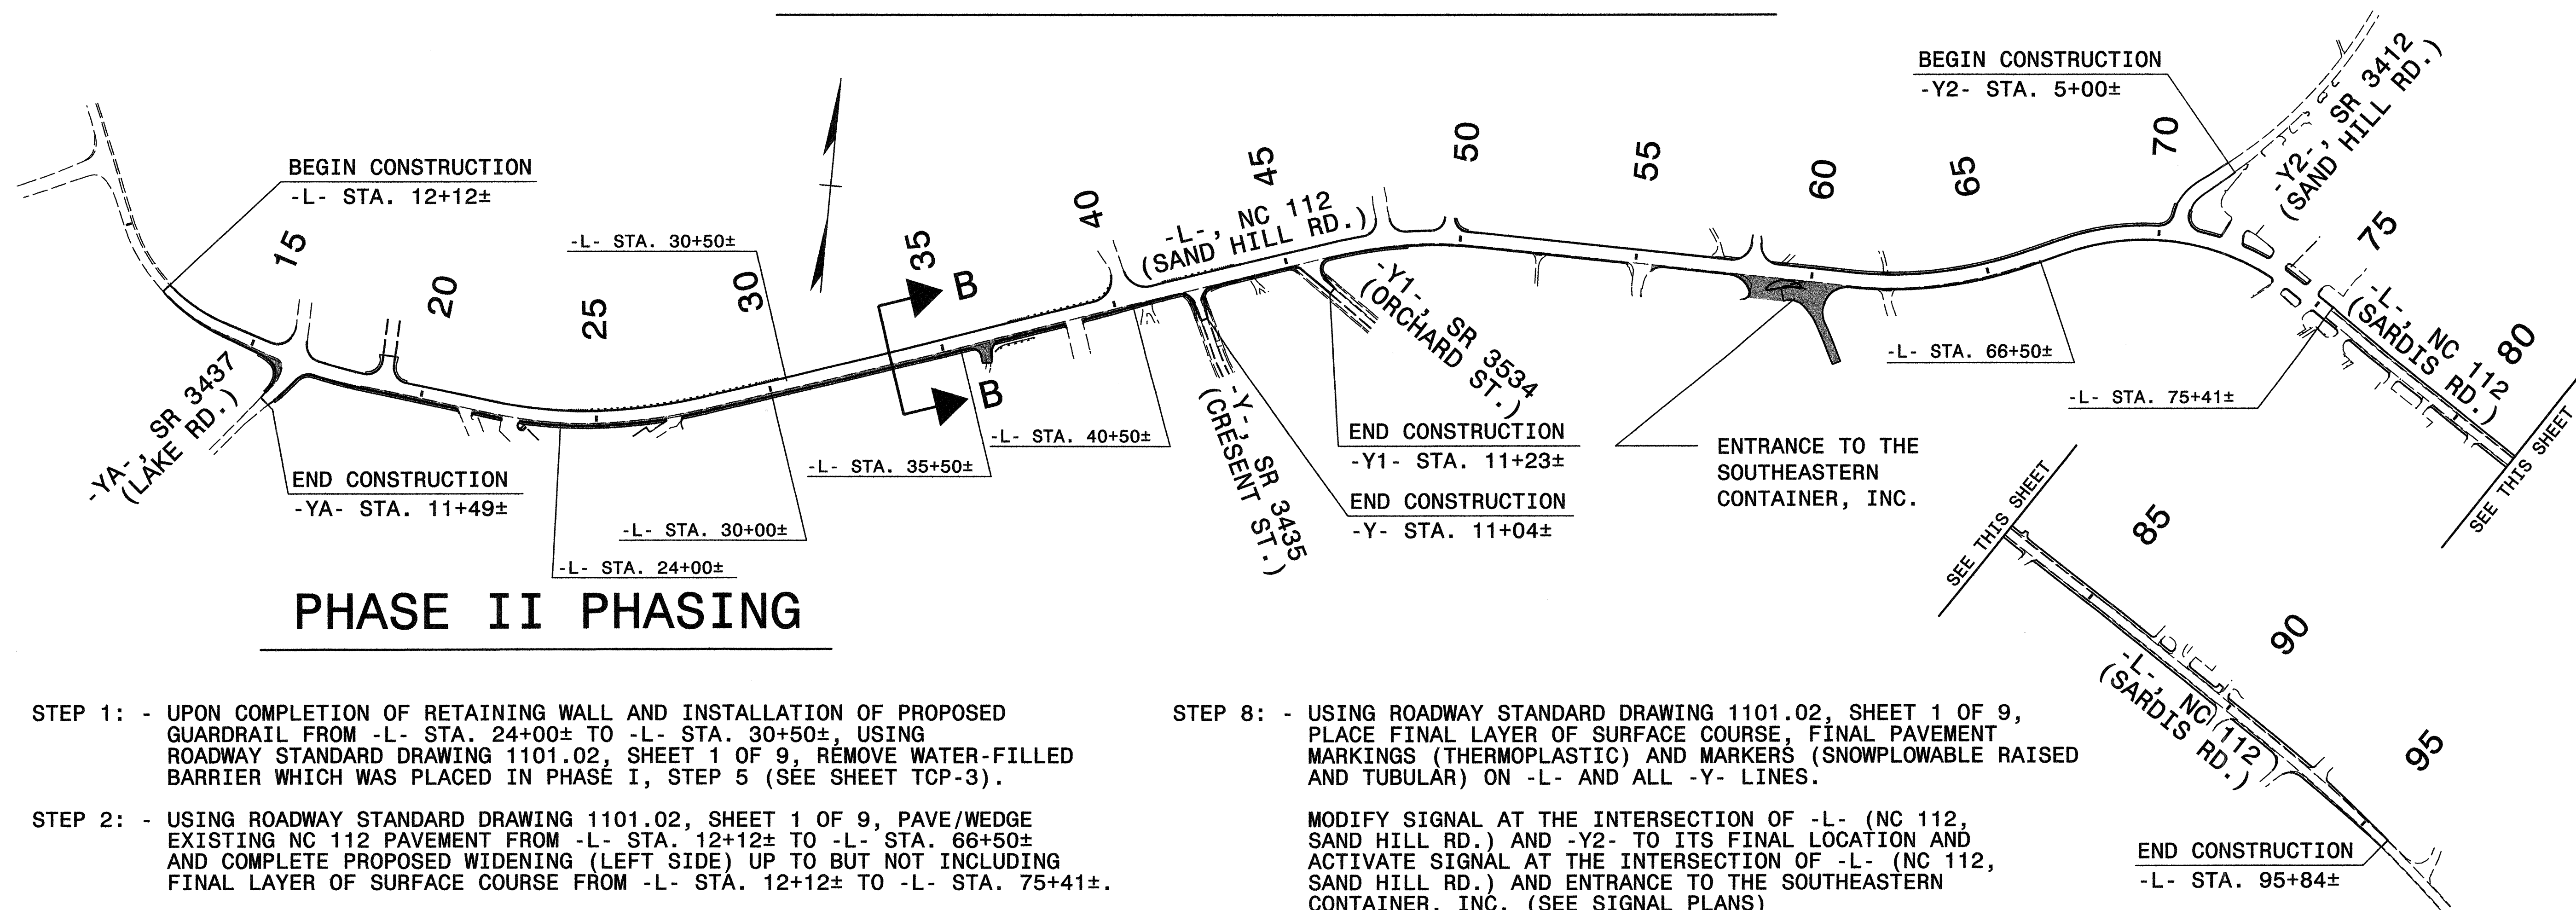 BEGIN CONSTRUCTION
-L- STA. 12+12±
15
20
25
30
35
40
45
50
55
60
65
70
75
80
-L- STA. 30+50±
B
B
-L-, NC 112
(SAND HILL RD.)
BEGIN CONSTRUCTION
-Y2- STA. 5+00±
-Y2-, SR 3412
(SAND HILL RD.)
-L-, NC 112
(SARDIS RD.)
-YA-, SR 3437
(LAKE RD.)
END CONSTRUCTION
-YA- STA. 11+49±
-L- STA. 30+00±
-L- STA. 24+00±
-L- STA. 35+50±
-L- STA. 40+50±
-Y-, SR 3435
(CRESENT ST.)
-Y1-, SR 3534
(ORCHARD ST.)
END CONSTRUCTION
-Y1- STA. 11+23±
END CONSTRUCTION
-Y- STA. 11+04±
ENTRANCE TO THE
SOUTHEASTERN
CONTAINER, INC.
-L- STA. 66+50±
-L- STA. 75+41±
SEE THIS SHEET
SEE THIS SHEET
85
90
95
-L-, NC 112
(SARDIS RD.)
END CONSTRUCTION
-L- STA. 95+84±
PHASE II PHASING
STEP 1: - UPON COMPLETION OF RETAINING WALL AND INSTALLATION OF PROPOSED
GUARDRAIL FROM -L- STA. 24+00± TO -L- STA. 30+50±, USING
ROADWAY STANDARD DRAWING 1101.02, SHEET 1 OF 9, REMOVE WATER-FILLED
BARRIER WHICH WAS PLACED IN PHASE I, STEP 5 (SEE SHEET TCP-3).
STEP 2: - USING ROADWAY STANDARD DRAWING 1101.02, SHEET 1 OF 9, PAVE/WEDGE
EXISTING NC 112 PAVEMENT FROM -L- STA. 12+12± TO -L- STA. 66+50±
AND COMPLETE PROPOSED WIDENING (LEFT SIDE) UP TO BUT NOT INCLUDING
FINAL LAYER OF SURFACE COURSE FROM -L- STA. 12+12± TO -L- STA. 75+41±.
STEP 8: - USING ROADWAY STANDARD DRAWING 1101.02, SHEET 1 OF 9,
PLACE FINAL LAYER OF SURFACE COURSE, FINAL PAVEMENT
MARKINGS (THERMOPLASTIC) AND MARKERS (SNOWPLOWABLE RAISED
AND TUBULAR) ON -L- AND ALL -Y- LINES.
MODIFY SIGNAL AT THE INTERSECTION OF -L- (NC 112,
SAND HILL RD.) AND -Y2- TO ITS FINAL LOCATION AND
ACTIVATE SIGNAL AT THE INTERSECTION OF -L- (NC 112,
SAND HILL RD.) AND ENTRANCE TO THE SOUTHEASTERN
CONTAINER, INC. (SEE SIGNAL PLANS)